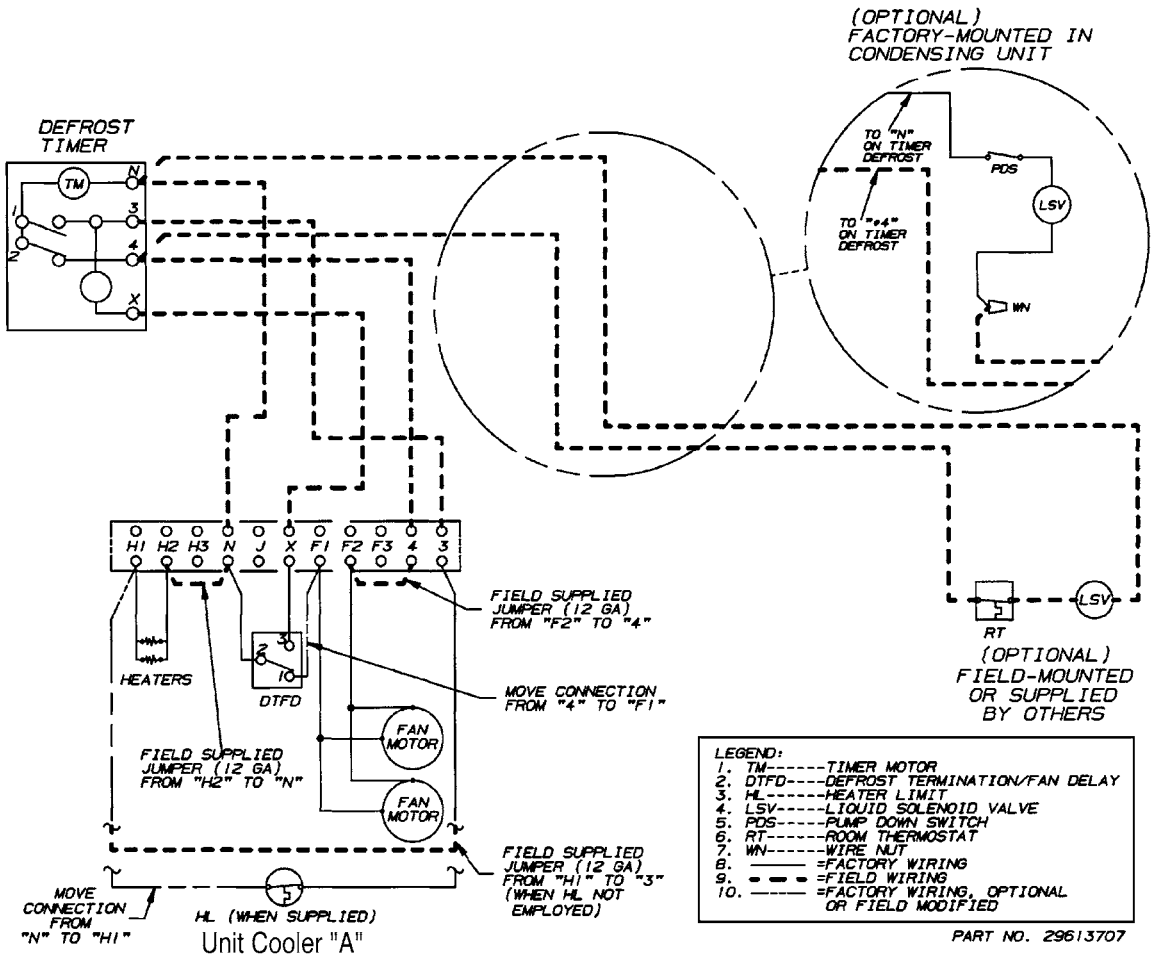 (OPTIONAL)
FACTORY-MOUNTED IN
CONDENSING UNIT
DEFROST
TIMER
TM
N
1
3
2
4
X
TO "N"
ON TIMER
DEFROST
PDS
LSV
TO "#4"
ON TIMER
DEFROST
WN
H1 H2 H3 N J X F1 F2 F3 4 3
FIELD SUPPLIED
JUMPER (12 GA)
FROM "F2" TO "4"
3
2
1
DTFD
HEATERS
MOVE CONNECTION
FROM "4" TO "F1"
RT
LSV
(OPTIONAL)
FIELD-MOUNTED
OR SUPPLIED
BY OTHERS
FAN
MOTOR
FAN
MOTOR
FIELD SUPPLIED
JUMPER (12 GA)
FROM "H2" TO "N"
FIELD SUPPLIED
JUMPER (12 GA)
FROM "H1" TO "3"
(WHEN HL NOT
EMPLOYED)
MOVE
CONNECTION
FROM
"N" TO "H1"
HL (WHEN SUPPLIED)
Unit Cooler "A"
LEGEND:
1. TM------TIMER MOTOR
2. DTFD----DEFROST TERMINATION/FAN DELAY
3. HL------HEATER LIMIT
4. LSV-----LIQUID SOLENOID VALVE
5. PDS-----PUMP DOWN SWITCH
6. RT------ROOM THERMOSTAT
7. WN------WIRE NUT
8. =FACTORY WIRING
9. =FIELD WIRING
10. =FACTORY WIRING, OPTIONAL
OR FIELD MODIFIED
PART NO. 29613707